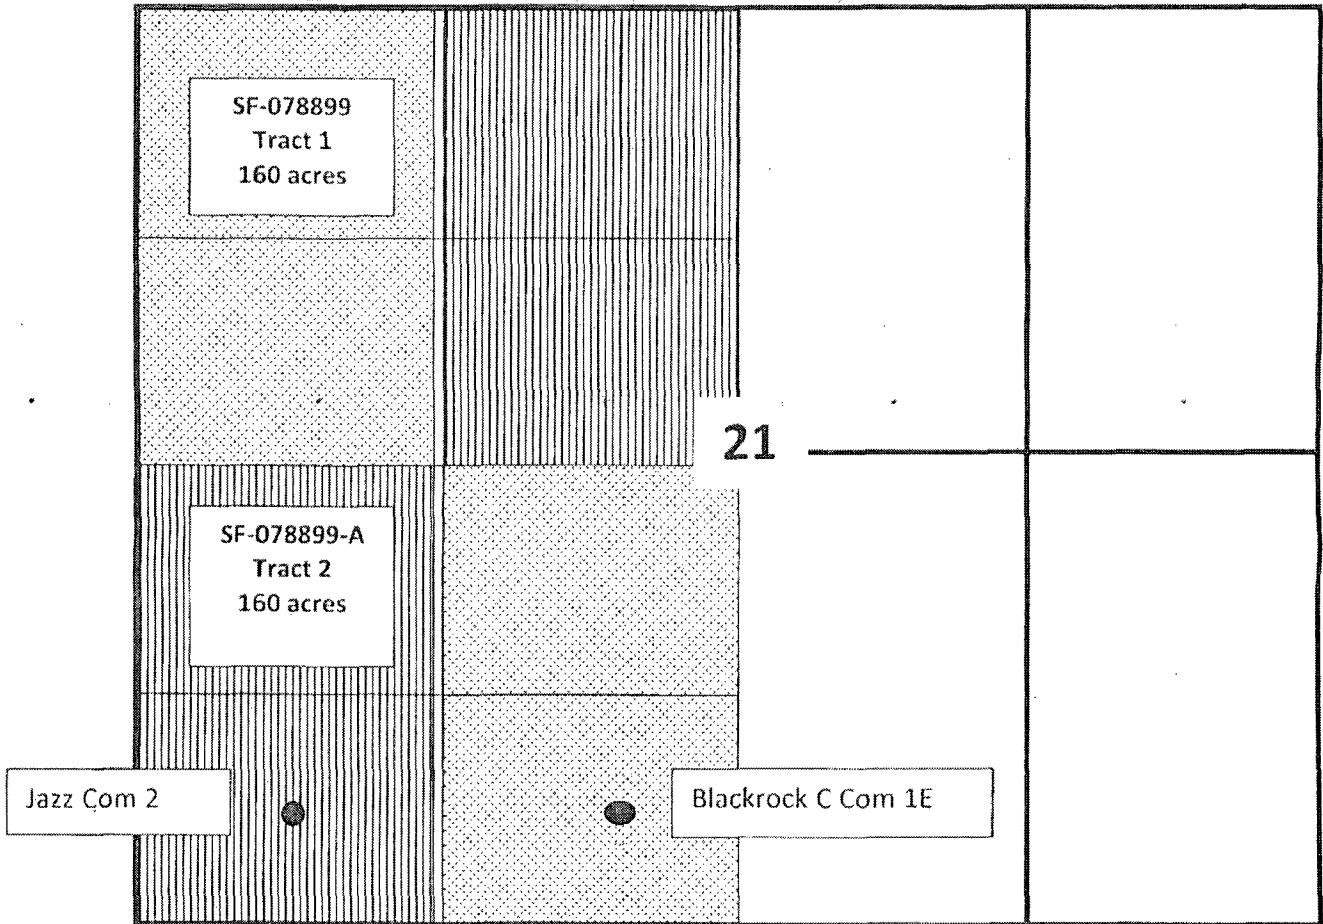 SF-078899
Tract 1
160 acres
21
SF-078899-A
Tract 2
160 acres
Jazz Com 2
Blackrock C Com 1E